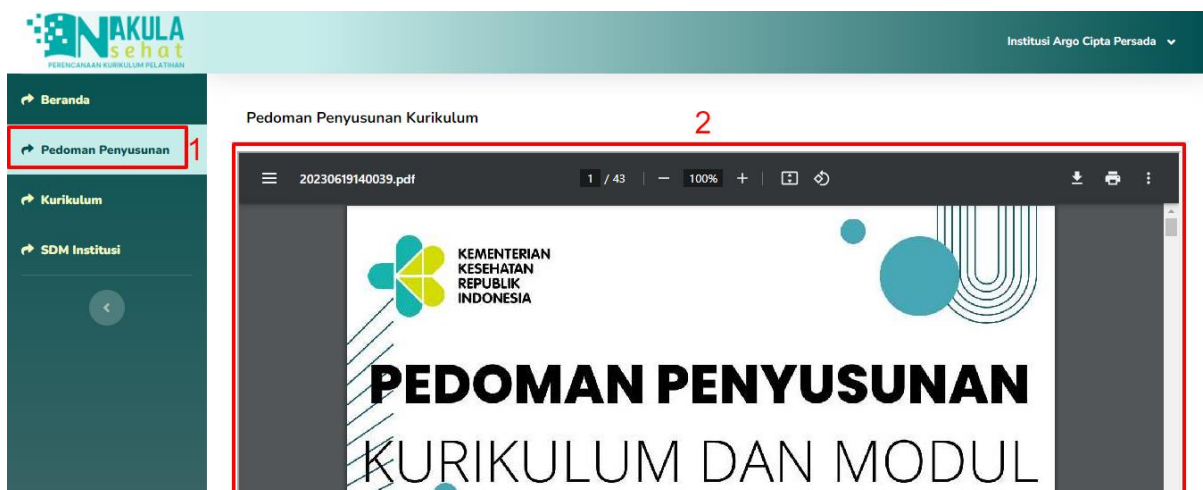 NAKULA
sehat
PERENCANAAN KURIKULUM PELATIHAN
Institusi Argo Cipta Persada
Beranda
Pedoman Penyusunan
1
Kurikulum
SDM Institusi
Pedoman Penyusunan Kurikulum
2
20230619140039.pdf
1 / 43 | − 100% + |
KEMENTERIAN
KESEHATAN
REPUBLIK
INDONESIA
PEDOMAN PENYUSUNAN
KURIKULUM DAN MODUL